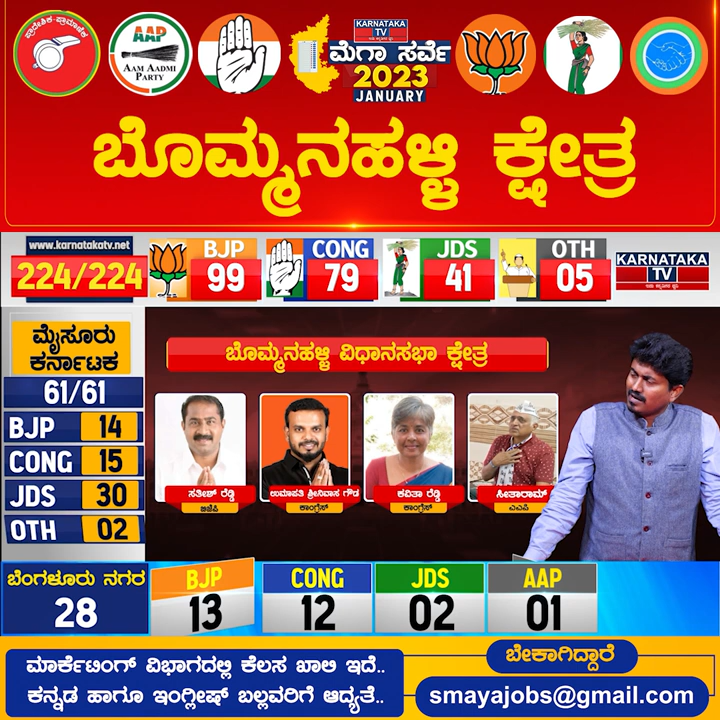 ಪ್ರಾದೇಶಿಕ-ಪ್ರಾಮಾಣಿಕ
AAP
AAM AADMI
PARTY
KARNATAKA
TV
ಮೆಗಾ ಸರ್ವೆ
2023
JANUARY
ಬೊಮ್ಮನಹಳ್ಳಿ ಕ್ಷೇತ್ರ
www.karnatakatv.net
224/224
BJP
99
CONG
79
JDS
41
OTH
05
KARNATAKA
TV
ಮೈಸೂರು
ಕರ್ನಾಟಕ
61/61
BJP 14
CONG 15
JDS 30
OTH 02
ಬೊಮ್ಮನಹಳ್ಳಿ ವಿಧಾನಸಭಾ ಕ್ಷೇತ್ರ
ಸತೀಶ್ ರೆಡ್ಡಿ
ಬಿಜೆಪಿ
ಉಮಾಪತಿ ಶ್ರೀನಿವಾಸ ಗೌಡ
ಕಾಂಗ್ರೆಸ್
ಕವಿತಾ ರೆಡ್ಡಿ
ಕಾಂಗ್ರೆಸ್
ಸೀತಾರಾಮ್
ಎಎಪಿ
ಬೆಂಗಳೂರು ನಗರ
28
BJP
13
CONG
12
JDS
02
AAP
01
ಮಾರ್ಕೆಟಿಂಗ್ ವಿಭಾಗದಲ್ಲಿ ಕೆಲಸ ಖಾಲಿ ಇದೆ..
ಕನ್ನಡ ಹಾಗೂ ಇಂಗ್ಲೀಷ್ ಬಲ್ಲವರಿಗೆ ಆದ್ಯತೆ..
ಬೇಕಾಗಿದ್ದಾರೆ
smayajobs@gmail.com